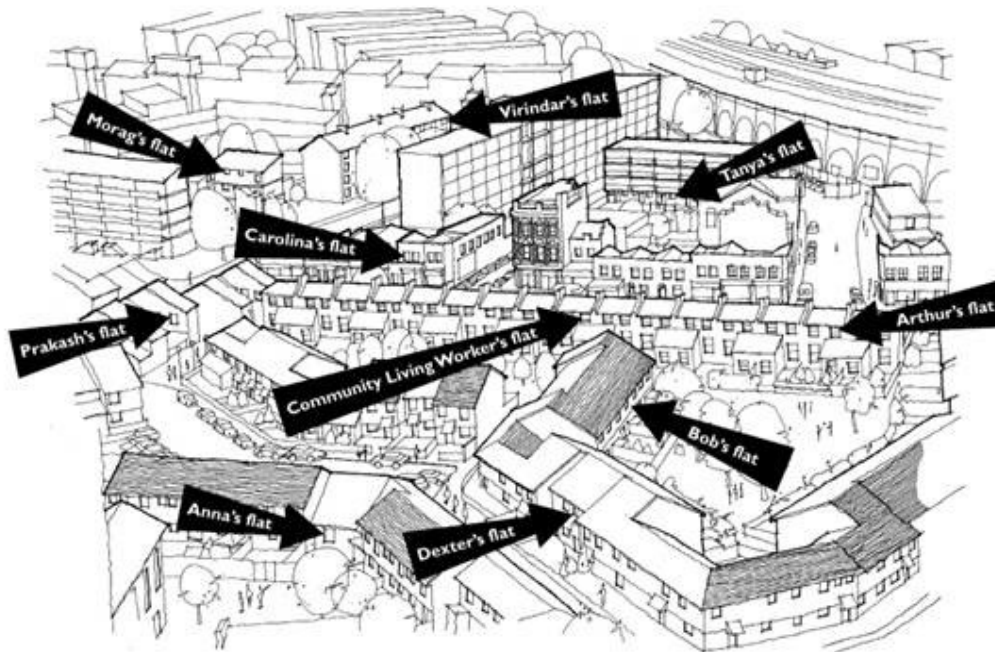 Virindar's flat
Morag's flat
Tanya's flat
Carolina's flat
Arthur's flat
Prakash's flat
Community Living Worker's flat
Bob's flat
Anna's flat
Dexter's flat